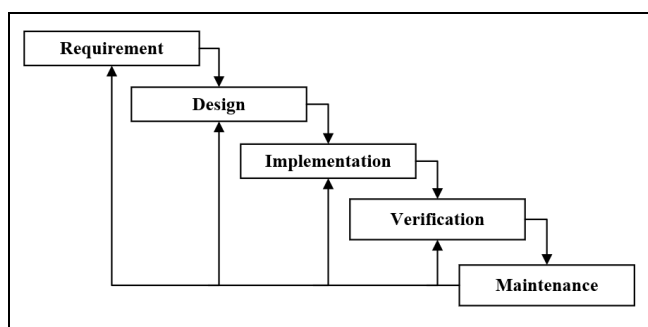 Requirement
Design
Implementation
Verification
Maintenance